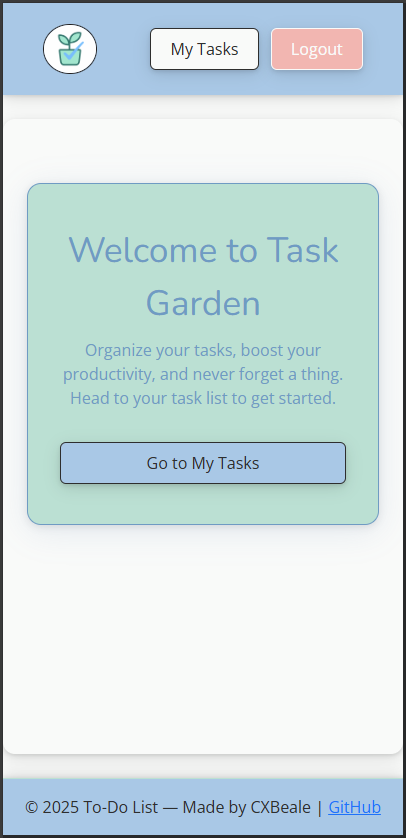 My Tasks Logout
Welcome to Task
Garden
Organize your tasks, boost your
productivity, and never forget a thing.
Head to your task list to get started.
Go to My Tasks
© 2025 To-Do List — Made by CXBeale | GitHub